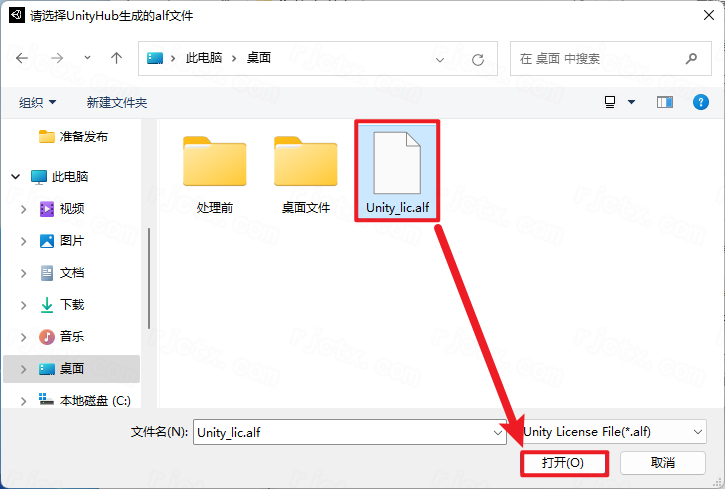 请选择UnityHub生成的alf文件
此电脑 桌面
在 桌面 中搜索
组织 新建文件夹
准备发布
此电脑
视频
图片
文档
下载
音乐
桌面
本地磁盘 (C:)
处理前 桌面文件 Unity_lic.alf
文件名(N): Unity_lic.alf Unity License File(*.alf)
打开(O) 取消